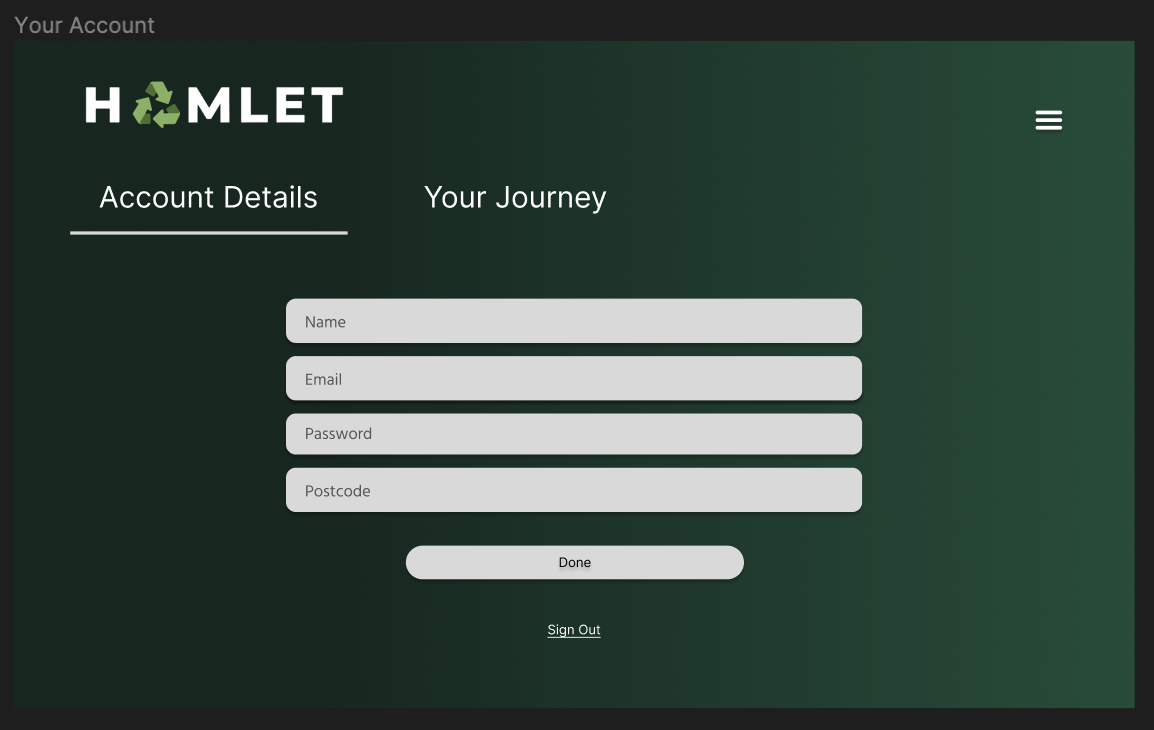 Your Account
H MLET
Account Details
Your Journey
Name
Email
Password
Postcode
Done
Sign Out